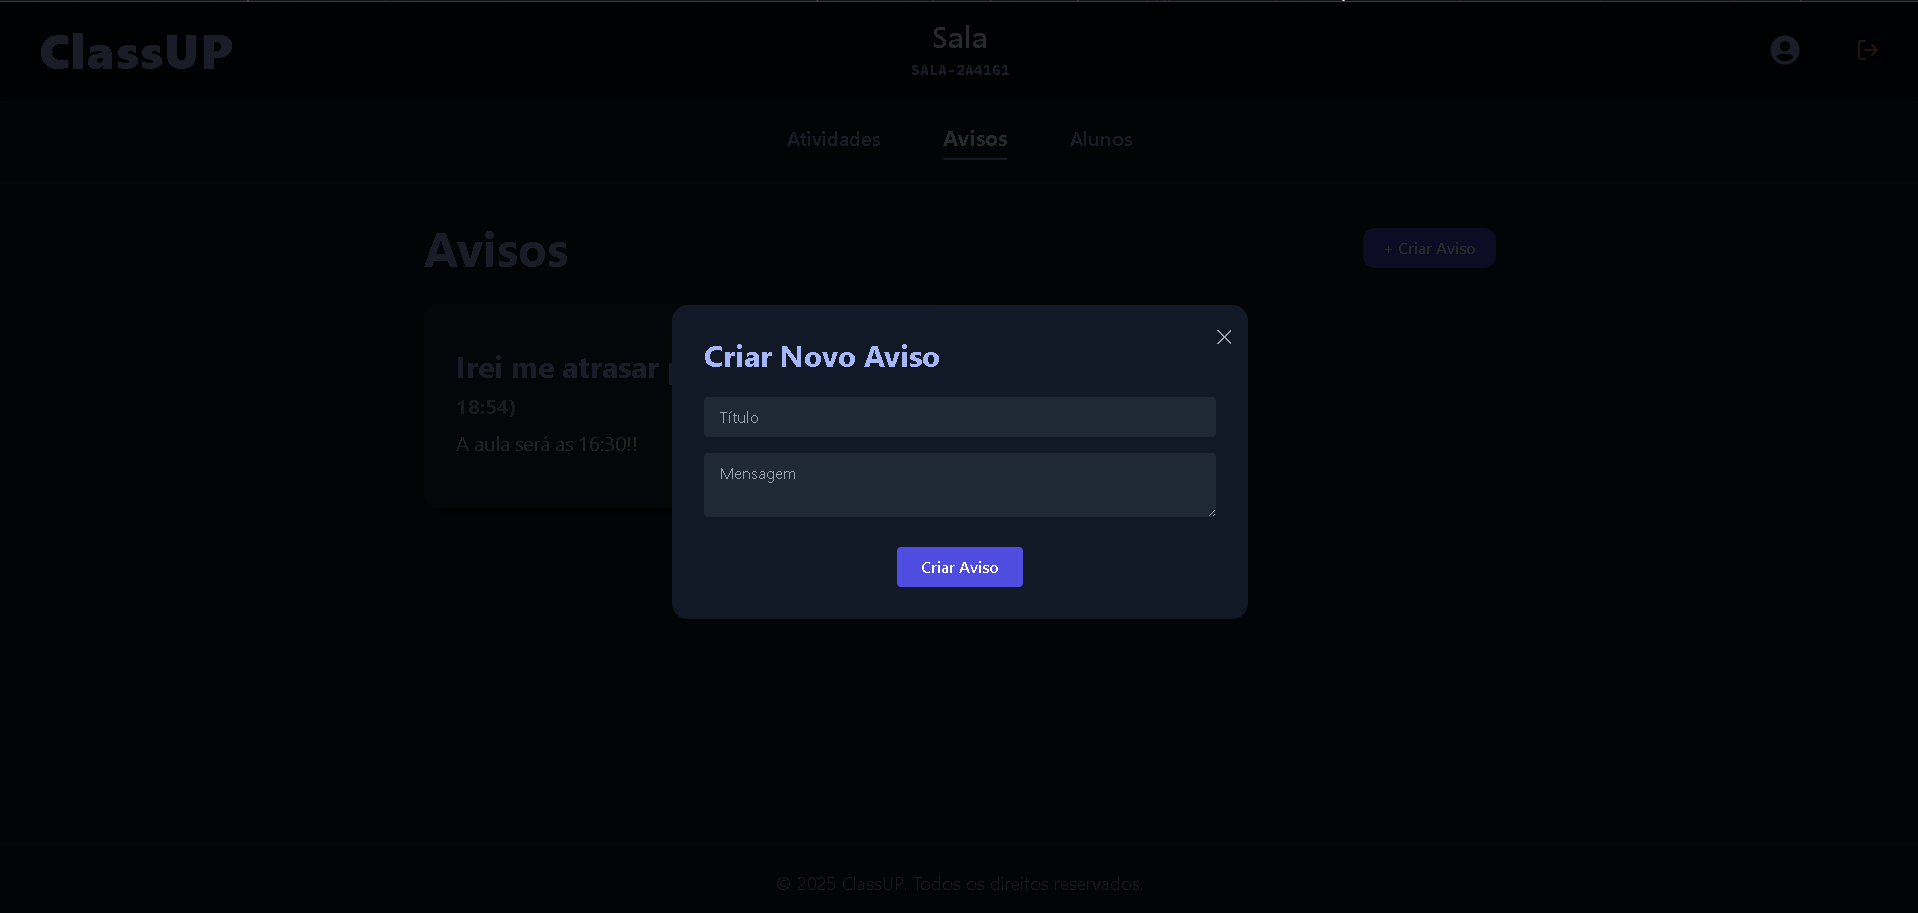 ClassUP
Sala
SALA-2A4161
Atividades
Avisos
Alunos
Avisos
+ Criar Aviso
Irei me atrasar
18:54)
A aula será as 16:30!!
Criar Novo Aviso
Título
Mensagem
Criar Aviso
© 2025 ClassUP. Todos os direitos reservados.